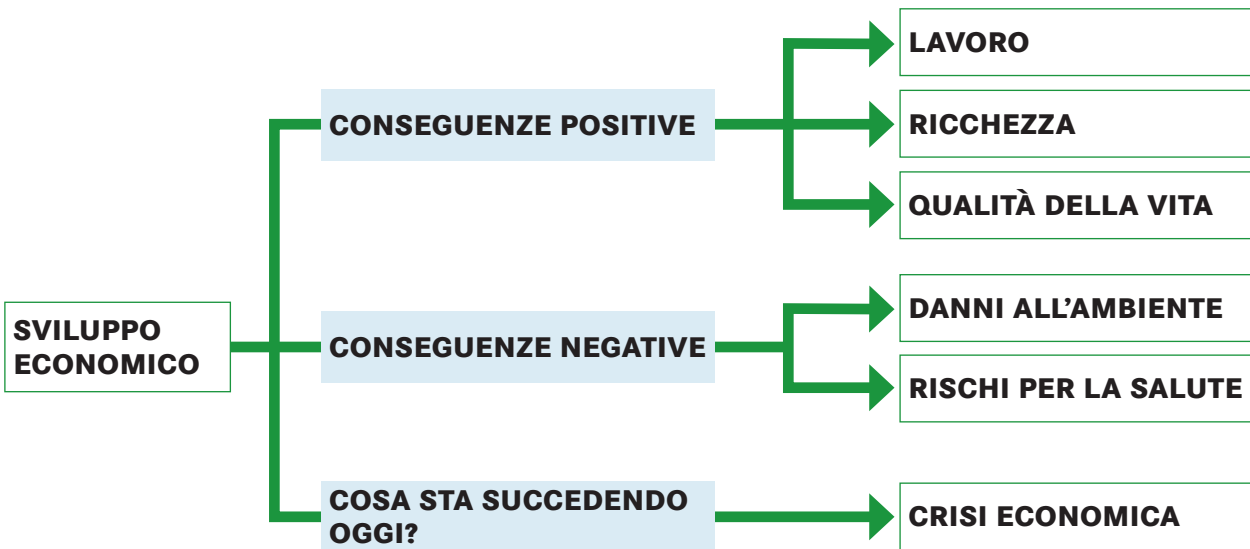 SVILUPPO
ECONOMICO
CONSEGUENZE POSITIVE
LAVORO
RICCHEZZA
QUALITÀ DELLA VITA
CONSEGUENZE NEGATIVE
DANNI ALL’AMBIENTE
RISCHI PER LA SALUTE
COSA STA SUCCEDENDO
OGGI?
CRISI ECONOMICA